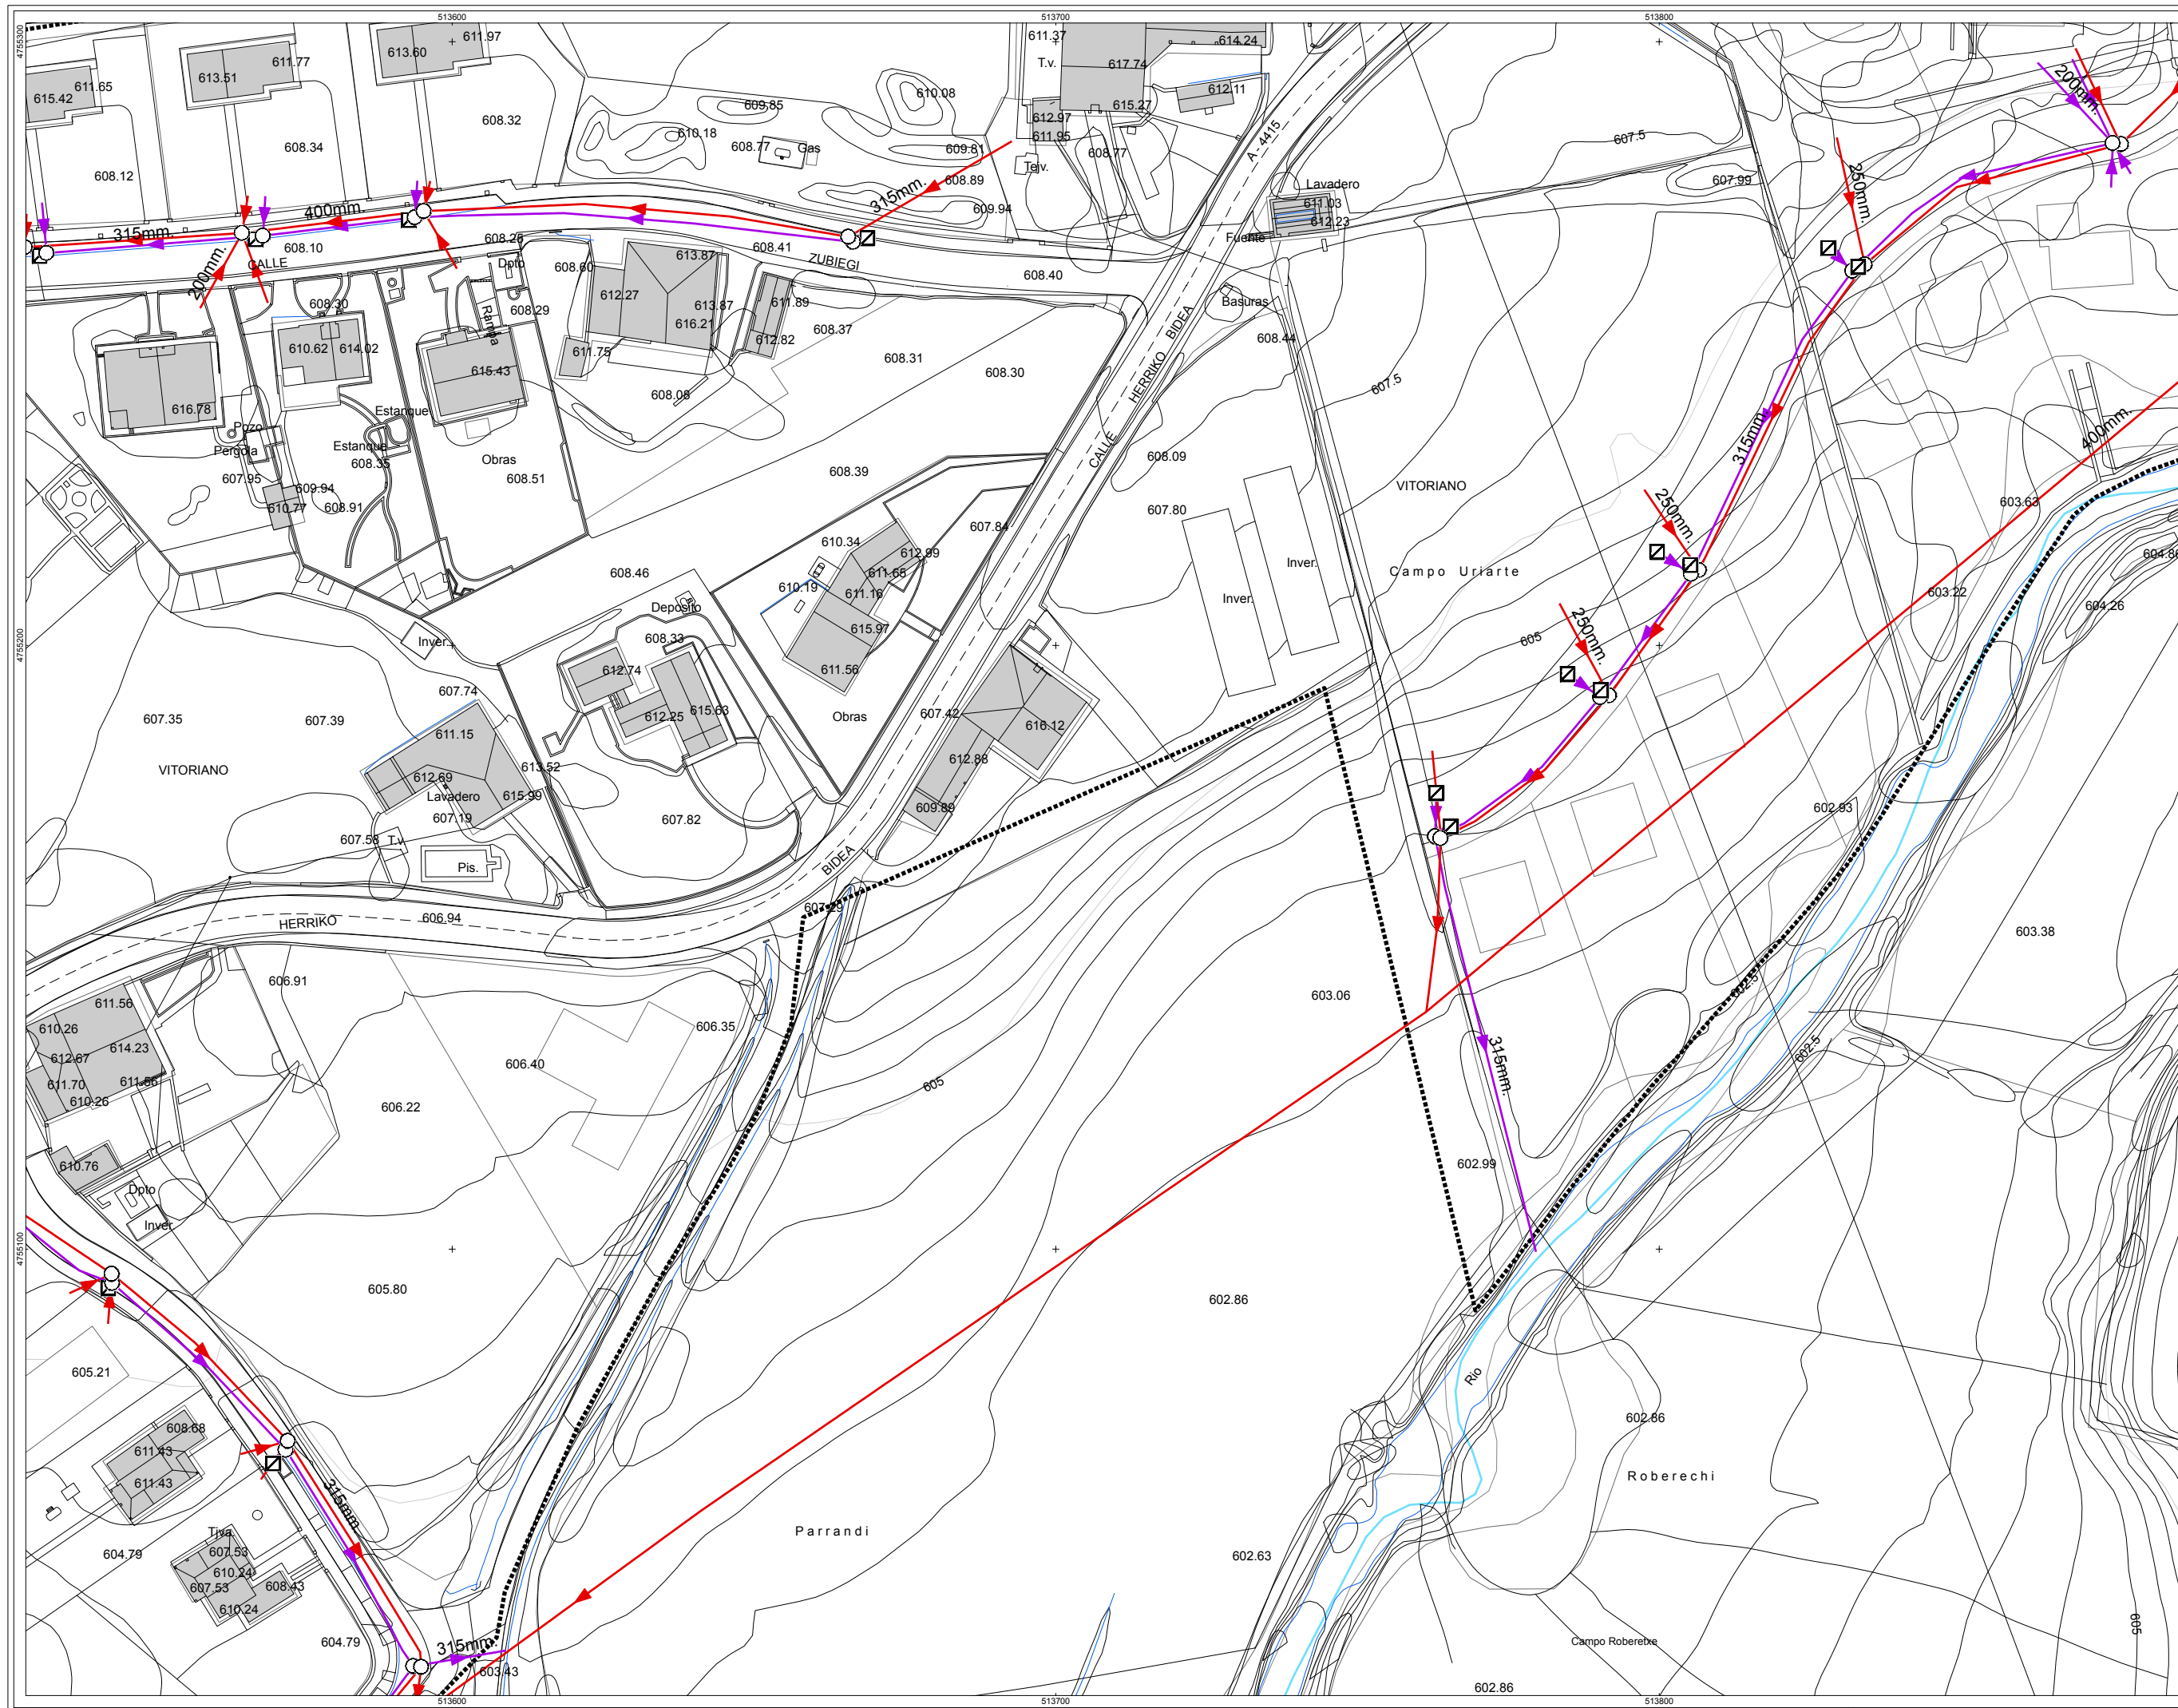 513600
513700
513800
4755300
611.97
613.60
611.77
613.51
611.65
615.42
608.32
608.34
608.12
609.85
610.08
610.18
608.77
Gas
609.81
608.89
609.94
611.37
T.v.
617.74
614.24
612.11
615.27
612.97
611.95
608.77
Tejv.
A-4415
Lavadero
611.03
612.23
Fuente
607.5
607.99
200mm.
250mm.
315mm.
400mm.
315mm.
608.10
CALLE
200mm.
608.28
608.41
ZUBIEGI
608.40
Dpto
608.60
613.87
612.27
613.87
616.21
611.89
612.82
611.75
608.29
Rampa
608.30
610.62
614.02
615.43
616.78
608.37
608.31
608.30
608.08
Basuras
608.44
607.5
CALLE HERRIKO BIDEA
Estanque
Pozo
Pergola
Estanque
608.35
607.95
609.94
608.91
610.77
Obras
608.51
608.39
608.09
607.80
607.84
VITORIANO
315mm.
400mm.
250mm.
603.63
604.86
603.22
604.26
610.34
612.99
611.65
610.19
611.16
615.97
611.56
608.46
Deposito
608.33
612.74
612.25
615.63
Inver.
Inver.
Inver.
Campo Uriarte
250mm.
605
4755200
607.74
607.35
607.39
VITORIANO
611.15
612.69
613.52
615.99
Lavadero
607.19
607.58
T.v.
Pis.
607.82
Obras
607.42
616.12
612.88
609.89
BIDEA
607.29
606.94
HERRIKO
602.93
602.5
602.5
603.38
603.06
606.91
611.56
610.26
614.23
612.67
611.70
611.56
610.26
606.35
606.40
606.22
605
315mm.
602.99
610.76
Dpto
Inver.
4755100
605.80
602.86
605.21
Rio
602.86
Roberechi
608.68
611.43
611.43
315mm.
Parrandi
Tjva.
607.53
610.24
607.53
608.43
610.24
604.79
604.79
315mm.
603.43
602.63
Campo Roberetxe
605
602.86
513600
513700
513800